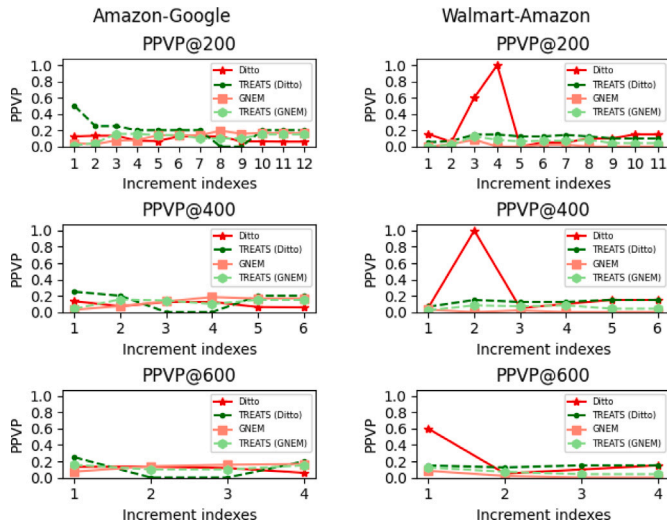 Amazon-Google
Walmart-Amazon
PPVP@200
PPVP
1.0
0.8
0.6
0.4
0.2
0.0
1 2 3 4 5 6 7 8 9 10 11 12
Increment indexes
Ditto
TREATS (Ditto)
GNEM
TREATS (GNEM)
PPVP@200
PPVP
1.0
0.8
0.6
0.4
0.2
0.0
1 2 3 4 5 6 7 8 9 10 11
Increment indexes
Ditto
TREATS (Ditto)
GNEM
TREATS (GNEM)
PPVP@400
PPVP
1.0
0.8
0.6
0.4
0.2
0.0
1 2 3 4 5 6
Increment indexes
Ditto
TREATS (Ditto)
GNEM
TREATS (GNEM)
PPVP@400
PPVP
1.0
0.8
0.6
0.4
0.2
0.0
1 2 3 4 5 6
Increment indexes
Ditto
TREATS (Ditto)
GNEM
TREATS (GNEM)
PPVP@600
PPVP
1.0
0.8
0.6
0.4
0.2
0.0
1 2 3 4
Increment indexes
Ditto
TREATS (Ditto)
GNEM
TREATS (GNEM)
PPVP@600
PPVP
1.0
0.8
0.6
0.4
0.2
0.0
1 2 3 4
Increment indexes
Ditto
TREATS (Ditto)
GNEM
TREATS (GNEM)